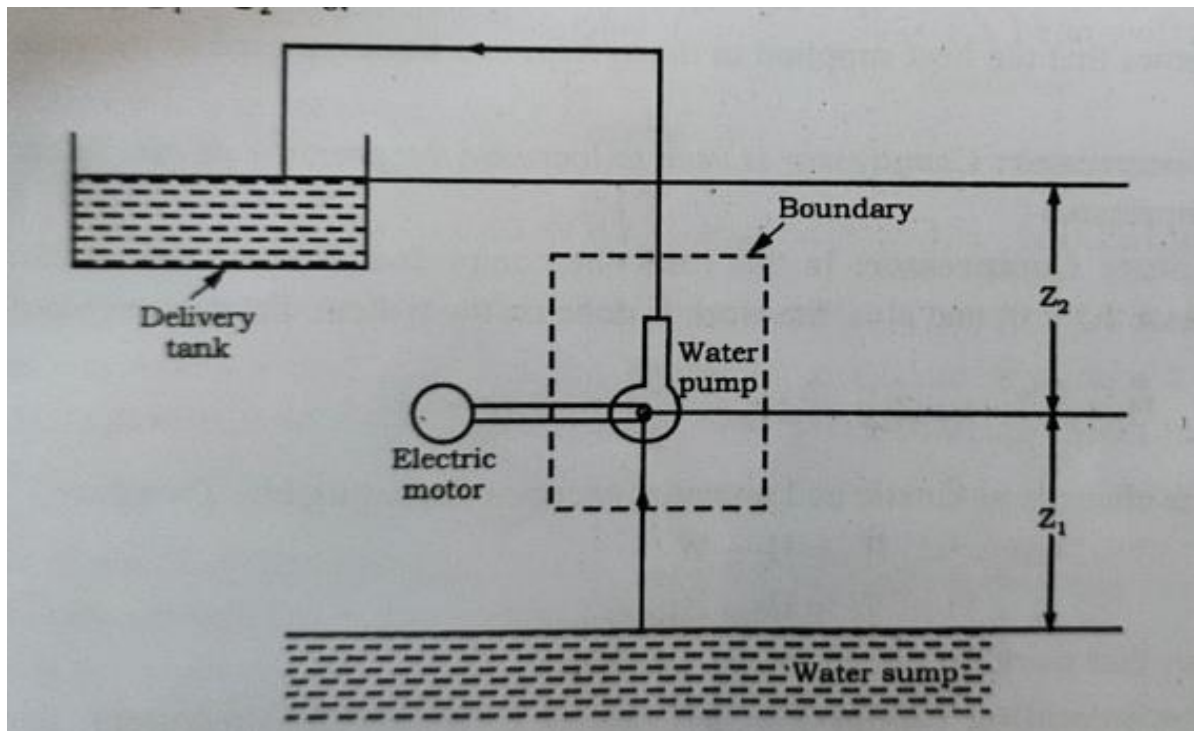 Boundary
Delivery
tank
Z₂
Water
pump
Electric
motor
Z₁
Water sump